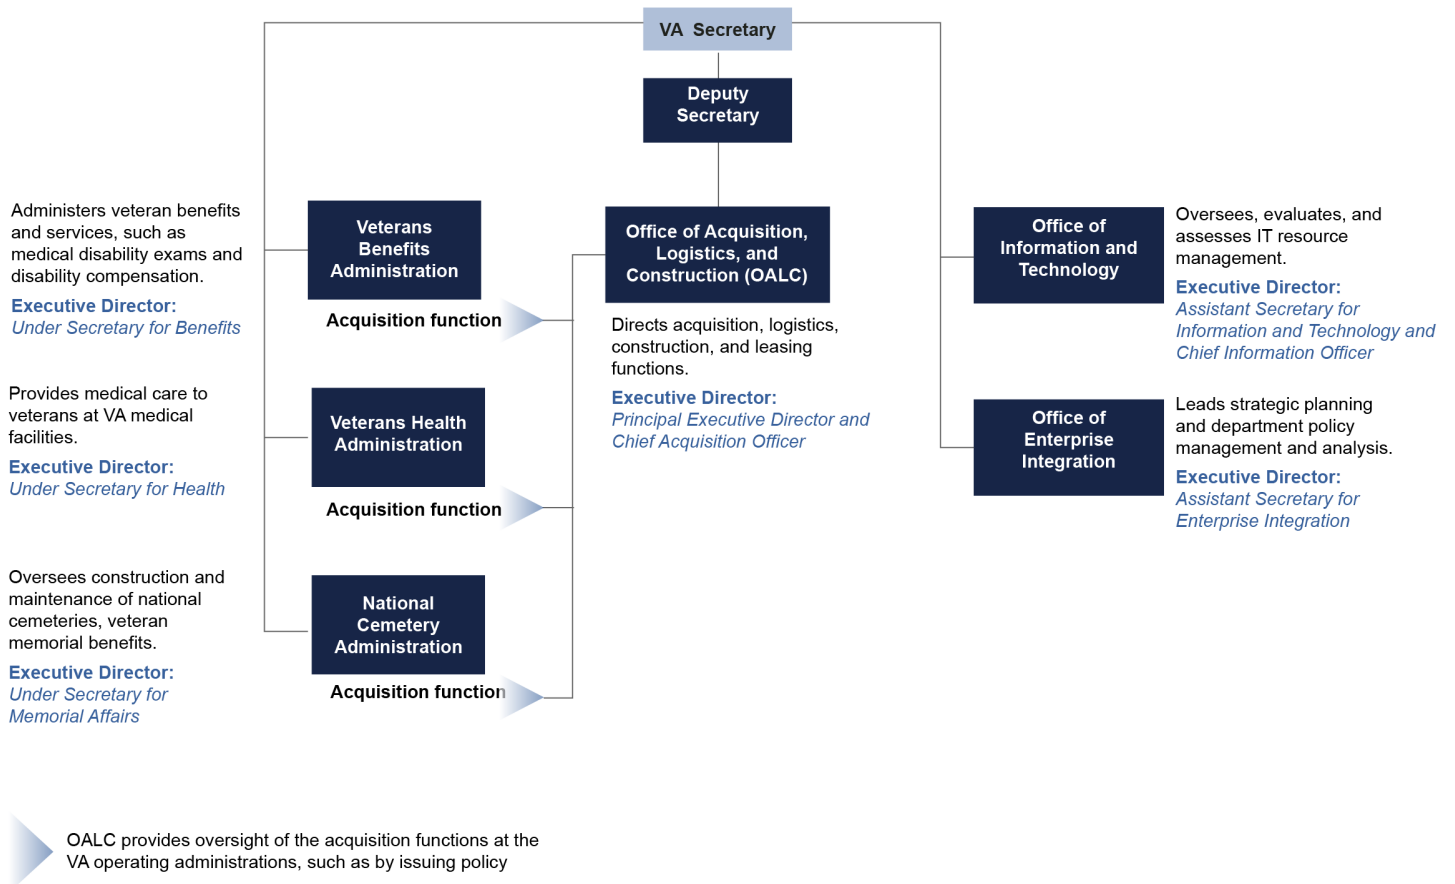 VA Secretary
Deputy
Secretary
Administers veteran benefits
and services, such as
medical disability exams and
disability compensation.
Executive Director:
Under Secretary for Benefits
Veterans
Benefits
Administration
Acquisition function
Provides medical care to
veterans at VA medical
facilities.
Executive Director:
Under Secretary for Health
Veterans Health
Administration
Acquisition function
Oversees construction and
maintenance of national
cemeteries, veteran
memorial benefits.
Executive Director:
Under Secretary for
Memorial Affairs
National
Cemetery
Administration
Acquisition function
Office of Acquisition,
Logistics, and
Construction (OALC)
Directs acquisition, logistics,
construction, and leasing
functions.
Executive Director:
Principal Executive Director and
Chief Acquisition Officer
Office of
Information and
Technology
Oversees, evaluates, and
assesses IT resource
management.
Executive Director:
Assistant Secretary for
Information and Technology and
Chief Information Officer
Office of
Enterprise
Integration
Leads strategic planning
and department policy
management and analysis.
Executive Director:
Assistant Secretary for
Enterprise Integration
OALC provides oversight of the acquisition functions at the
VA operating administrations, such as by issuing policy